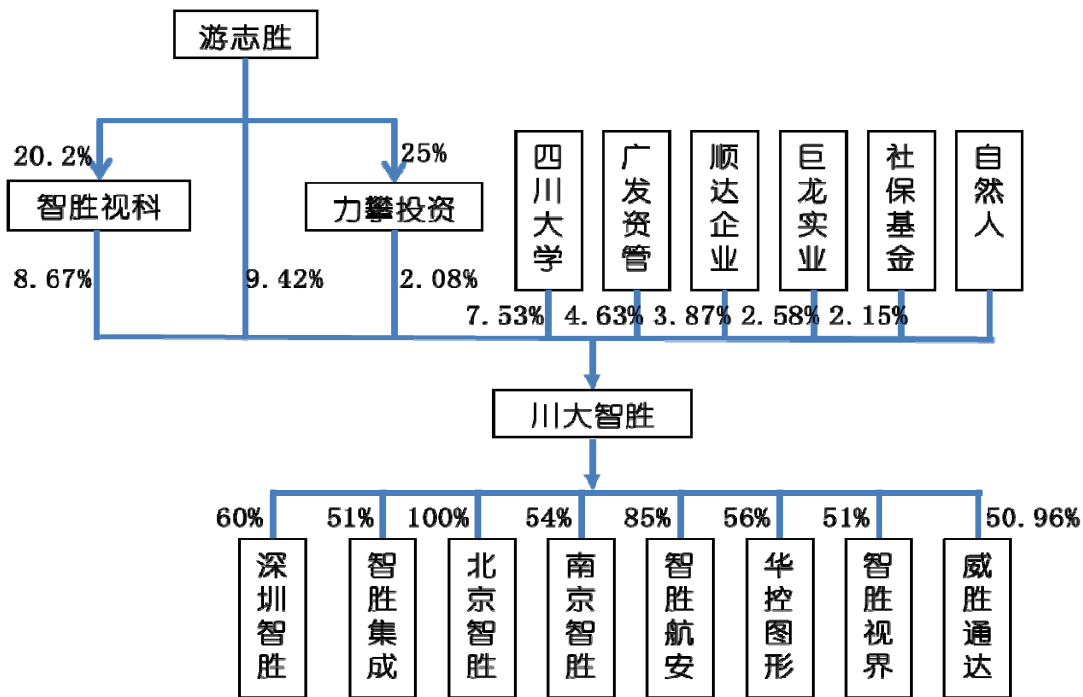 游志胜
20.2%
25%
智胜视科
力攀投资
四川大学
广发资管
顺达企业
巨龙实业
社保基金
自然人
8.67%
9.42%
2.08%
7.53%
4.63%
3.87%
2.58%
2.15%
川大智胜
60%
51%
100%
54%
85%
56%
51%
50.96%
深圳智胜
智胜集成
北京智胜
南京智胜
智胜航安
华控图形
智胜视界
威胜通达